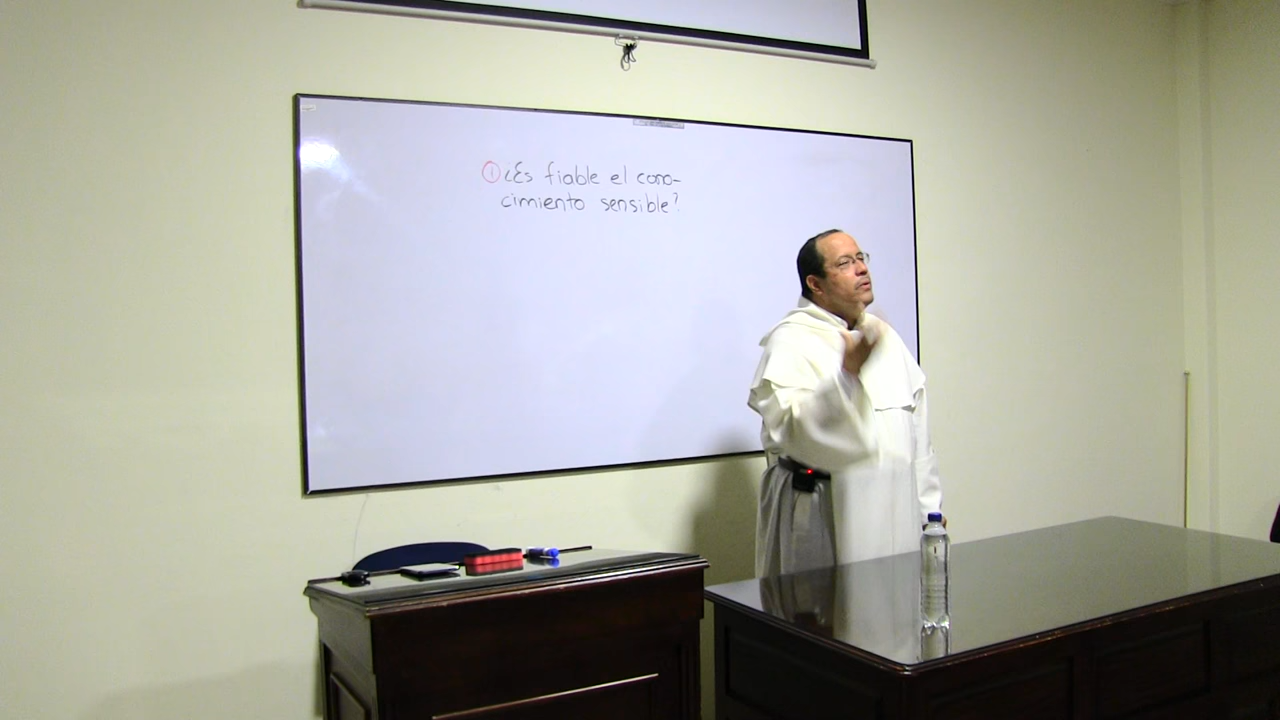 ① ¿Es fiable el cono-
cimiento sensible?